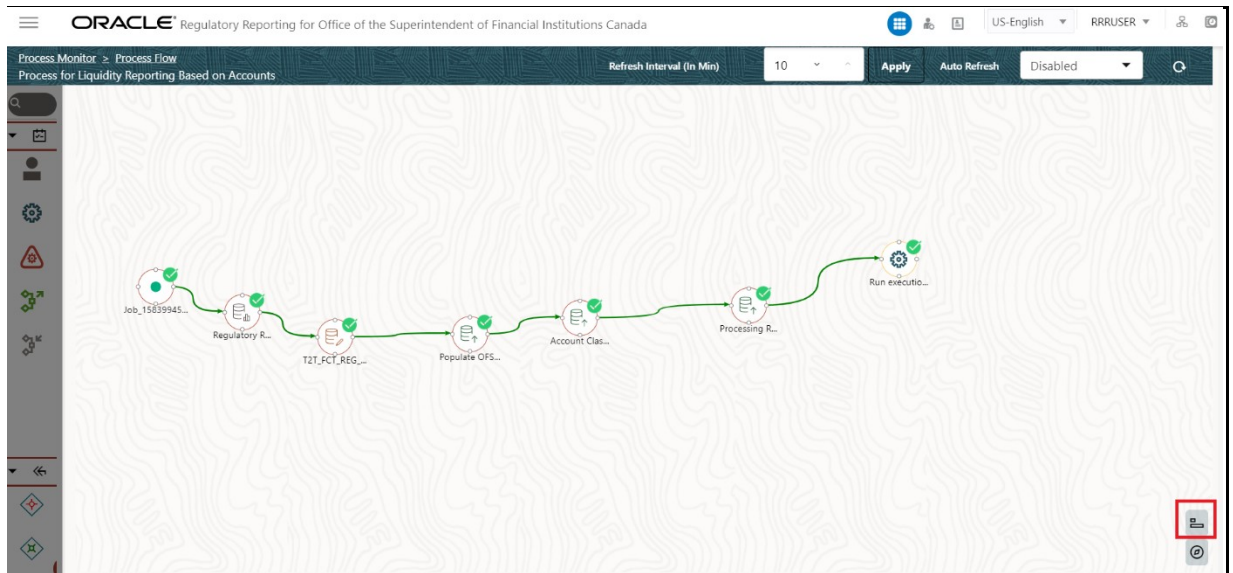 ORACLE® Regulatory Reporting for Office of the Superintendent of Financial Institutions Canada
US-English
RRRUSER
Process Monitor > Process Flow
Process for Liquidity Reporting Based on Accounts
Refresh Interval (In Min)
10
Apply
Auto Refresh
Disabled
Run executio...
Job_15839945...
Processing R...
Regulatory R...
Account Clas...
Populate OFS...
T2T_FCT_REG_...